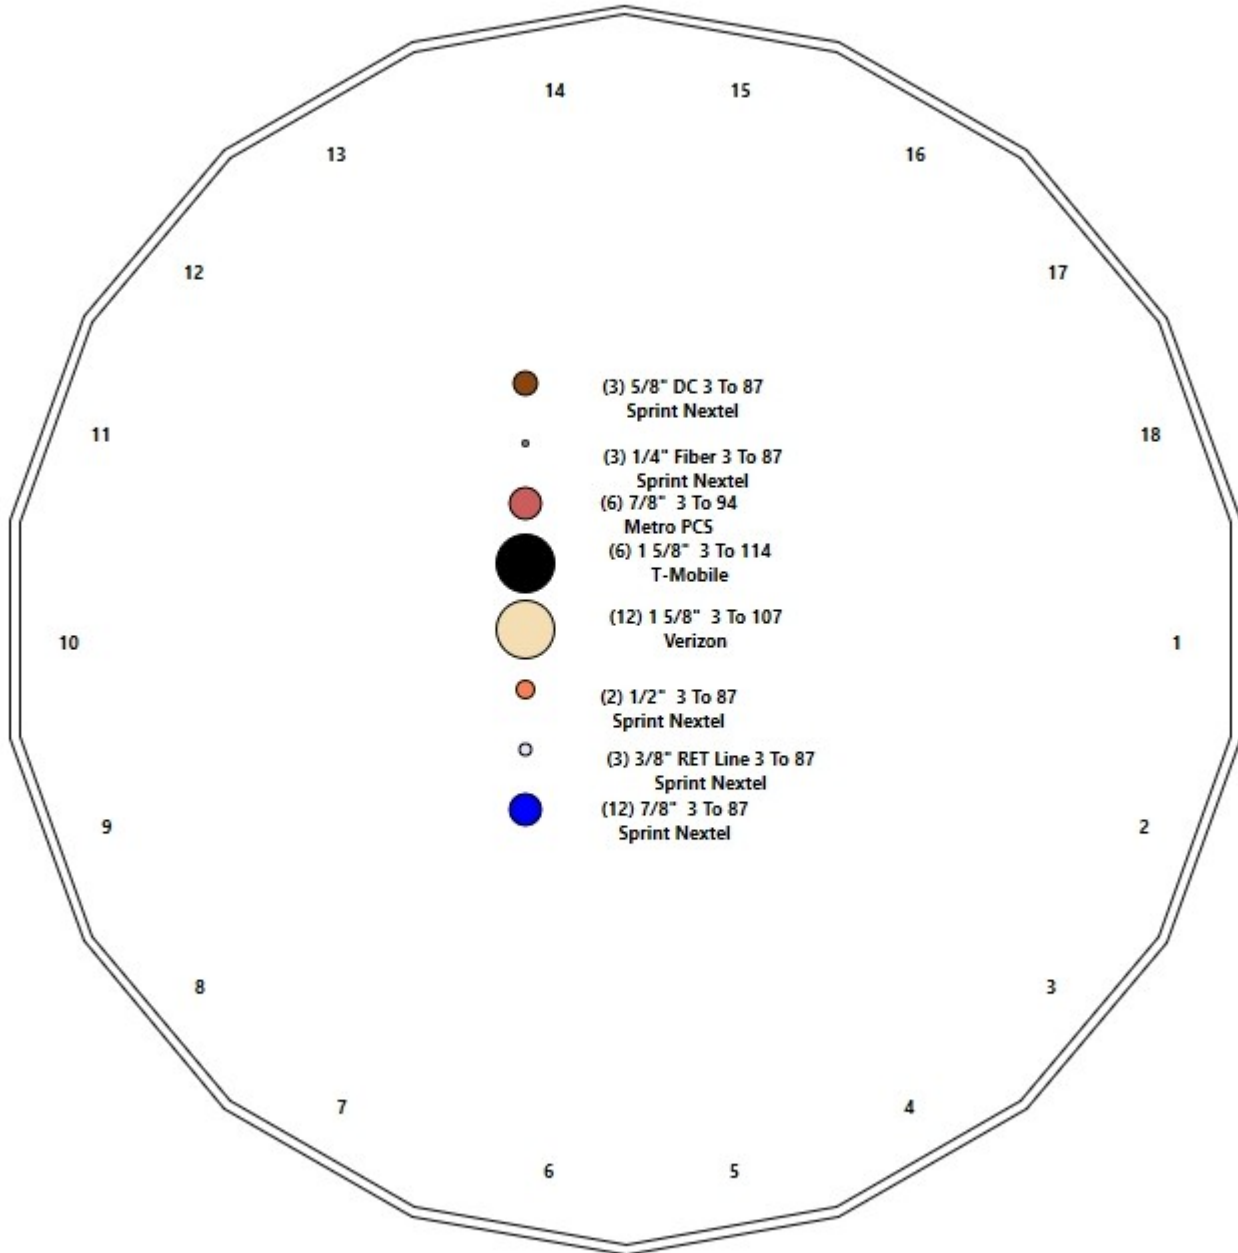 14 15
13 16
12 17
(3) 5/8" DC 3 To 87
Sprint Nextel
11 18
(3) 1/4" Fiber 3 To 87
Sprint Nextel
(6) 7/8" 3 To 94
Metro PCS
(6) 1 5/8" 3 To 114
T-Mobile
(12) 1 5/8" 3 To 107
Verizon
10 1
(2) 1/2" 3 To 87
Sprint Nextel
(3) 3/8" RET Line 3 To 87
Sprint Nextel
(12) 7/8" 3 To 87
Sprint Nextel
9 2
8 3
7 4
6 5